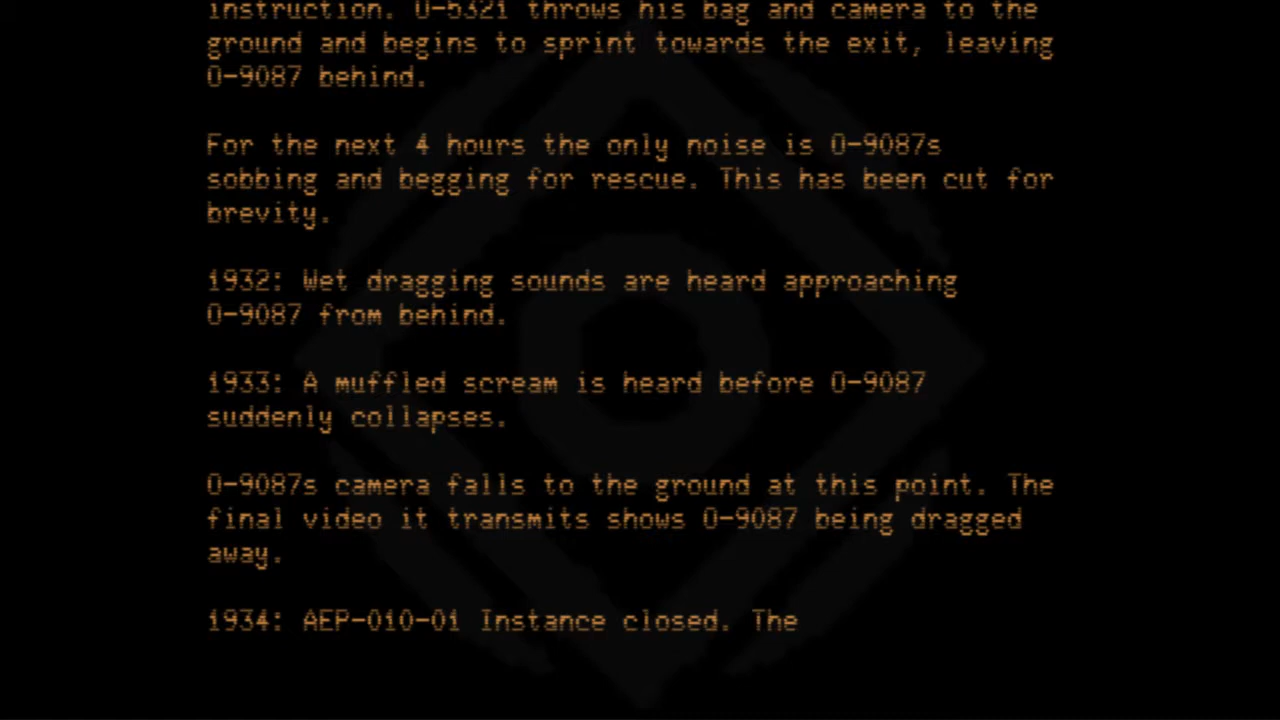 instruction. O-5321 throws his bag and camera to the
ground and begins to sprint towards the exit, leaving
O-9087 behind.
For the next 4 hours the only noise is O-9087s
sobbing and begging for rescue. This has been cut for
brevity.
1932: Wet dragging sounds are heard approaching
O-9087 from behind.
1933: A muffled scream is heard before O-9087
suddenly collapses.
O-9087s camera falls to the ground at this point. The
final video it transmits shows O-9087 being dragged
away.
1934: AEP-010-01 Instance closed. The